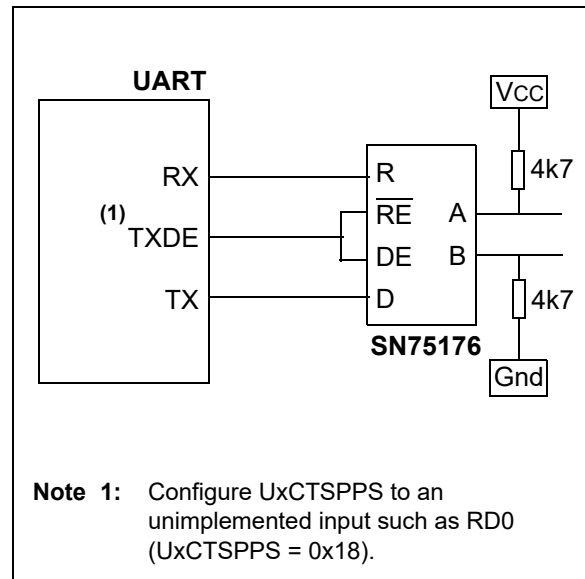 UART
VCC
RX
R
4k7
(1)
TXDE
RE
A
DE
B
TX
D
4k7
SN75176
Gnd
Note 1: Configure UxCTSPPS to an
unimplemented input such as RD0
(UxCTSPPS = 0x18).